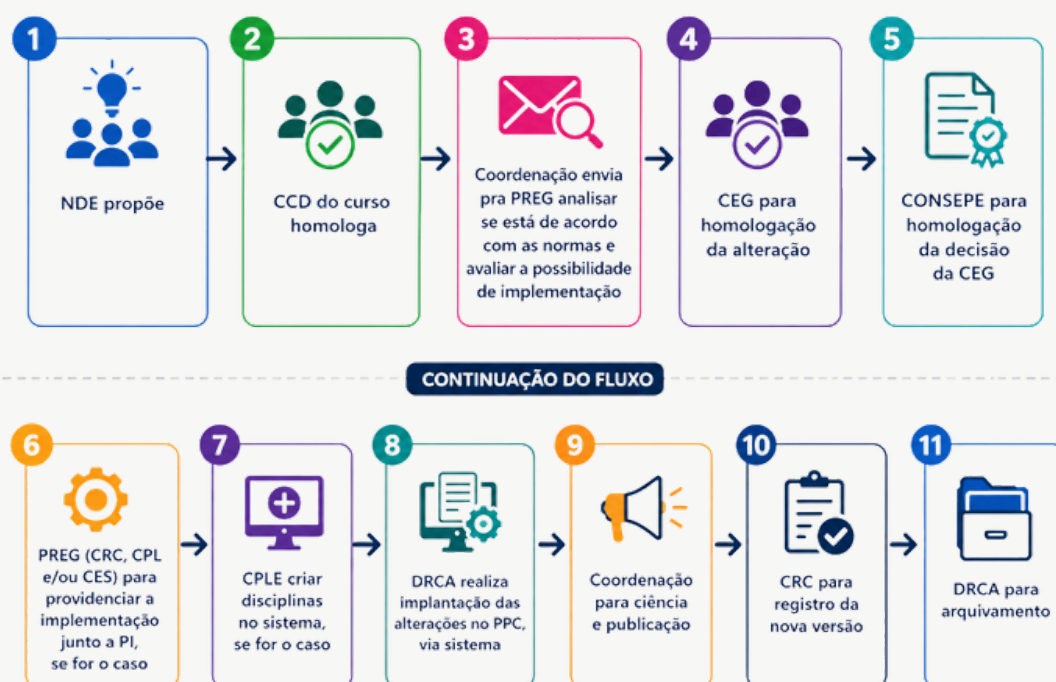 1
NDE propõe
2
CCD do curso
homologa
3
Coordenação envia
pra PREG analisar
se está de acordo
com as normas e
avaliar a possibilidade
de implementação
4
CEG para
homologação
da alteração
5
CONSEPE para
homologação
da decisão
da CEG
CONTINUAÇÃO DO FLUXO
6
PREG (CRC, CPL
e/ou CES) para
providenciar a
implementação
junto a PI,
se for o caso
7
CPLE criar
disciplinas
no sistema,
se for o caso
8
DRCA realiza
implantação das
alterações no PPC,
via sistema
9
Coordenação
para ciência
e publicação
10
CRC para
registro da
nova versão
11
DRCA para
arquivamento